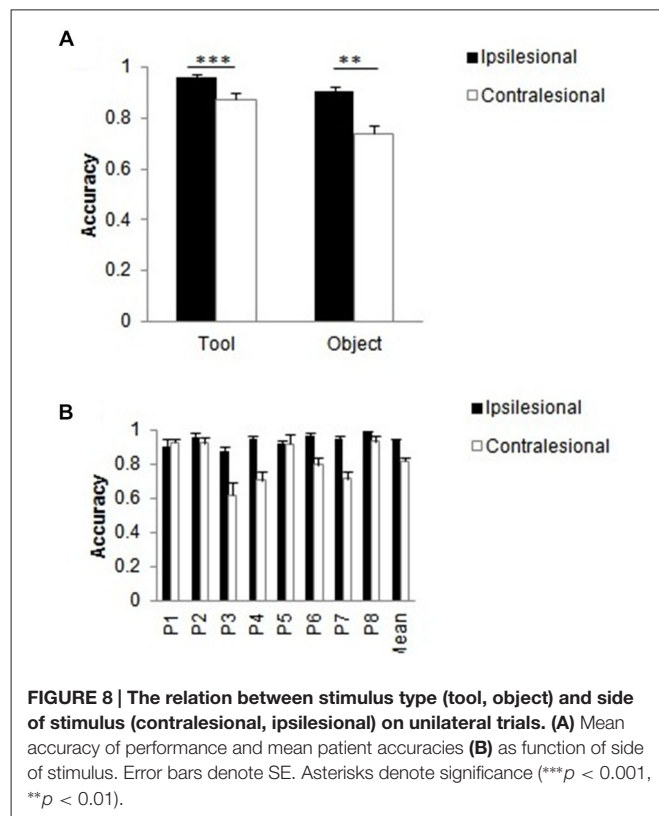 A
*** **
Ipsilesional
Contralesional
Accuracy
1
0.8
0.6
0.4
0.2
0
Tool Object
B
Ipsilesional
Contralesional
Accuracy
1
0.8
0.6
0.4
0.2
0
P1 P2 P3 P4 P5 P6 P7 P8 Mean
FIGURE 8 | The relation between stimulus type (tool, object) and side
of stimulus (contralesional, ipsilesional) on unilateral trials. (A) Mean
accuracy of performance and mean patient accuracies (B) as function of side
of stimulus. Error bars denote SE. Asterisks denote significance (***p < 0.001,
**p < 0.01).